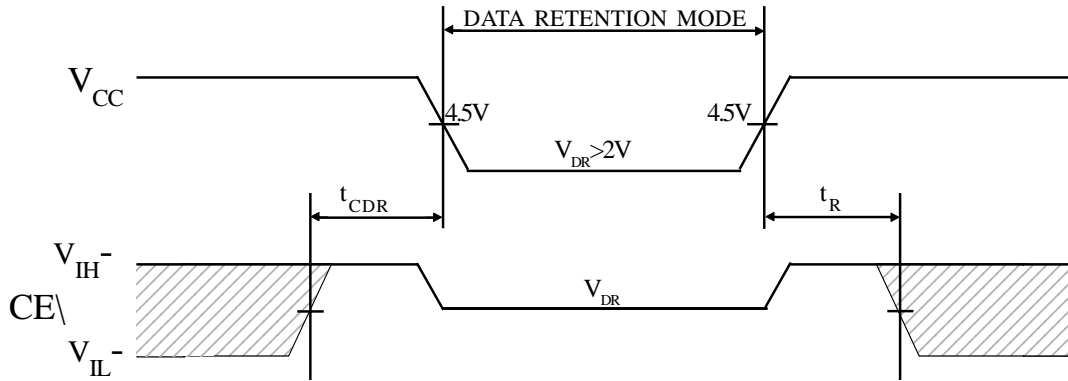 DATA RETENTION MODE
VCC
4.5V 4.5V
VDR>2V
tCDR tR
VIH-
CE\
VDR
VIL-